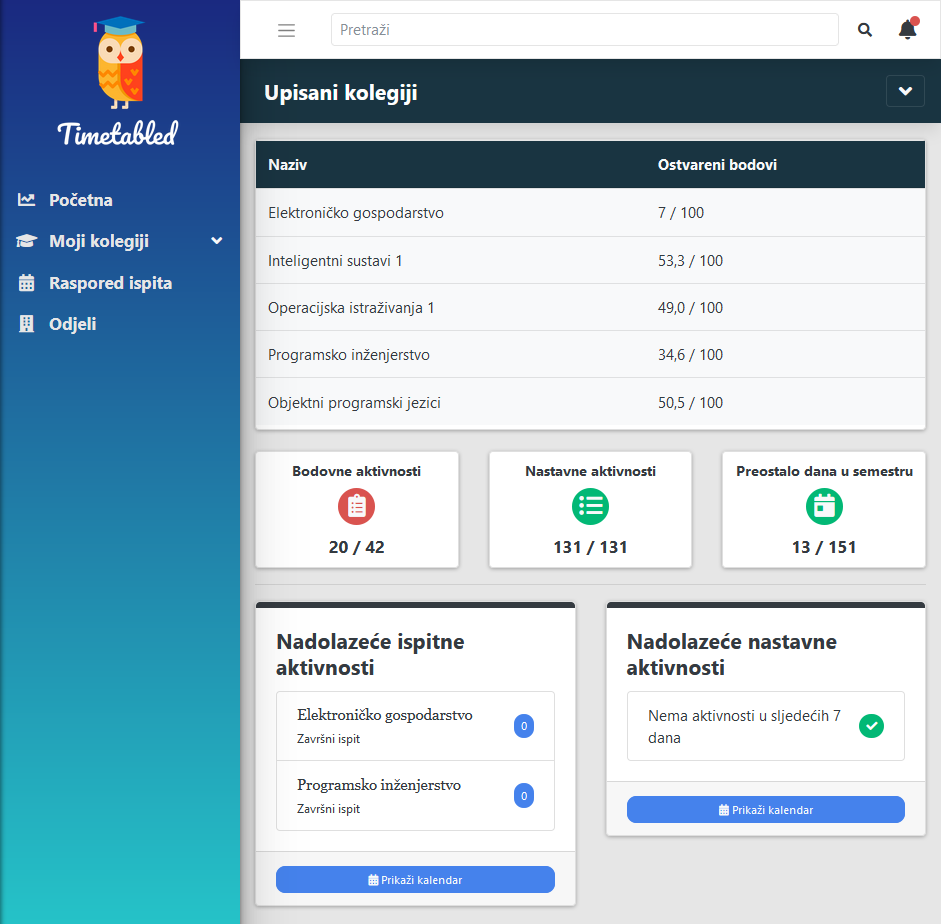 Timetabled
Početna
Moji kolegiji
Raspored ispita
Odjeli
Pretraži
Upisani kolegiji
Naziv Ostvareni bodovi
Elektroničko gospodarstvo 7 / 100
Inteligentni sustavi 1 53,3 / 100
Operacijska istraživanja 1 49,0 / 100
Programsko inženjerstvo 34,6 / 100
Objektni programski jezici 50,5 / 100
Bodovne aktivnosti
20 / 42
Nastavne aktivnosti
131 / 131
Preostalo dana u semestru
13 / 151
Nadolazeće ispitne
aktivnosti
Elektroničko gospodarstvo
Završni ispit
0
Programsko inženjerstvo
Završni ispit
0
Prikaži kalendar
Nadolazeće nastavne
aktivnosti
Nema aktivnosti u sljedećih 7
dana
Prikaži kalendar